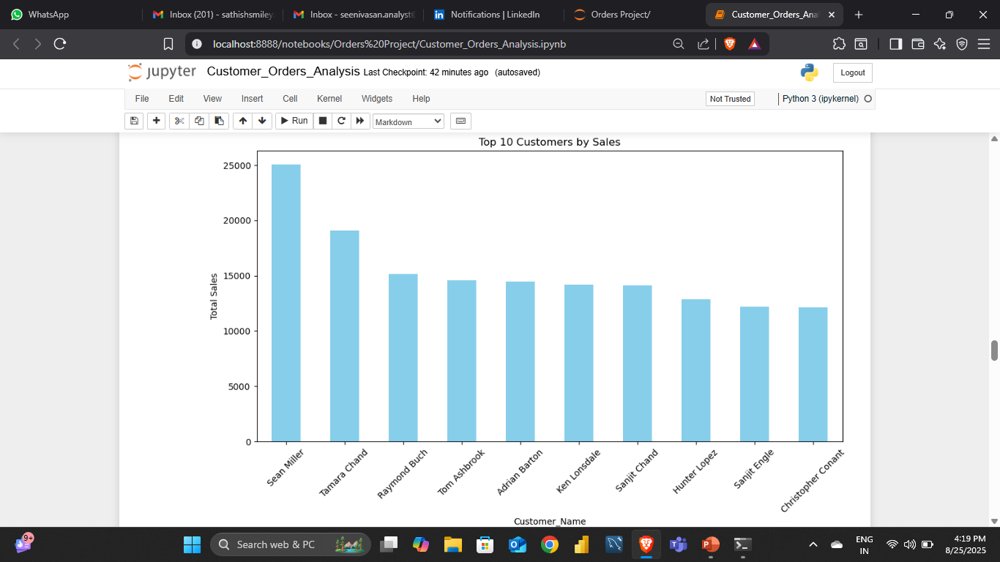 WhatsApp
Inbox (201) - sathishsmiley
Inbox - seenivasan.analyst
Notifications | LinkedIn
Orders Project/
Customer_Orders_Ana
localhost:8888/notebooks/Orders%20Project/Customer_Orders_Analysis.ipynb
jupyter Customer_Orders_Analysis Last Checkpoint: 42 minutes ago (autosaved)
Logout
File Edit View Insert Cell Kernel Widgets Help
Not Trusted
Python 3 (ipykernel)
Run
Markdown
Top 10 Customers by Sales
25000
20000
15000
10000
5000
0
Total Sales
Sean Miller
Tamara Chand
Raymond Buch
Tom Ashbrook
Adrian Barton
Ken Lonsdale
Sanjit Chand
Hunter Lopez
Sanjit Engle
Christopher Conant
Customer_Name
9+
Search web & PC
ENG
IN
4:19 PM
8/25/2025